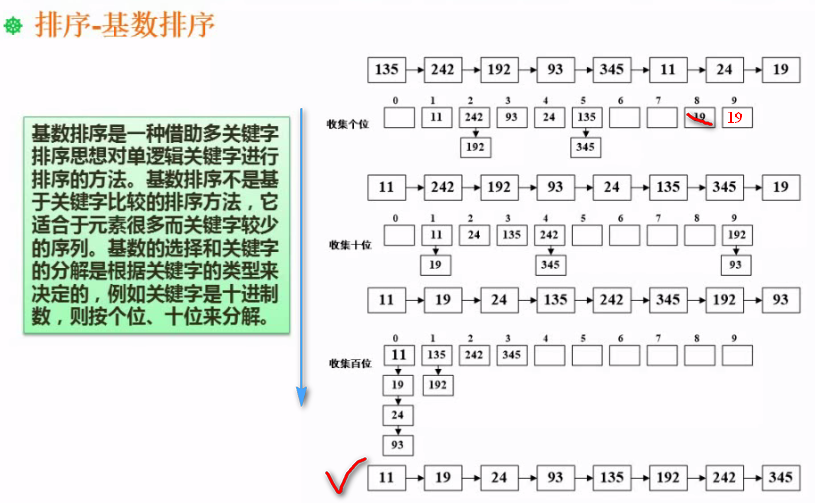 排序-基数排序
基数排序是一种借助多关键字
排序思想对单逻辑关键字进行
排序的方法。基数排序不是基
于关键字比较的排序方法，它
适合于元素很多而关键字较少
的序列。基数的选择和关键字
的分解是根据关键字的类型来
决定的，例如关键字是十进制
数，则按个位、十位来分解。
135 242 192 93 345 11 24 19
0 1 2 3 4 5 6 7 8 9
收集个位 11 242 93 24 135 19 19
192 345
11 242 192 93 24 135 345 19
0 1 2 3 4 5 6 7 8 9
收集十位 11 24 135 242 192
19 345 93
11 19 24 135 242 345 192 93
0 1 2 3 4 5 6 7 8 9
收集百位 11 135 242 345
19 192
24
93
11 19 24 93 135 192 242 345